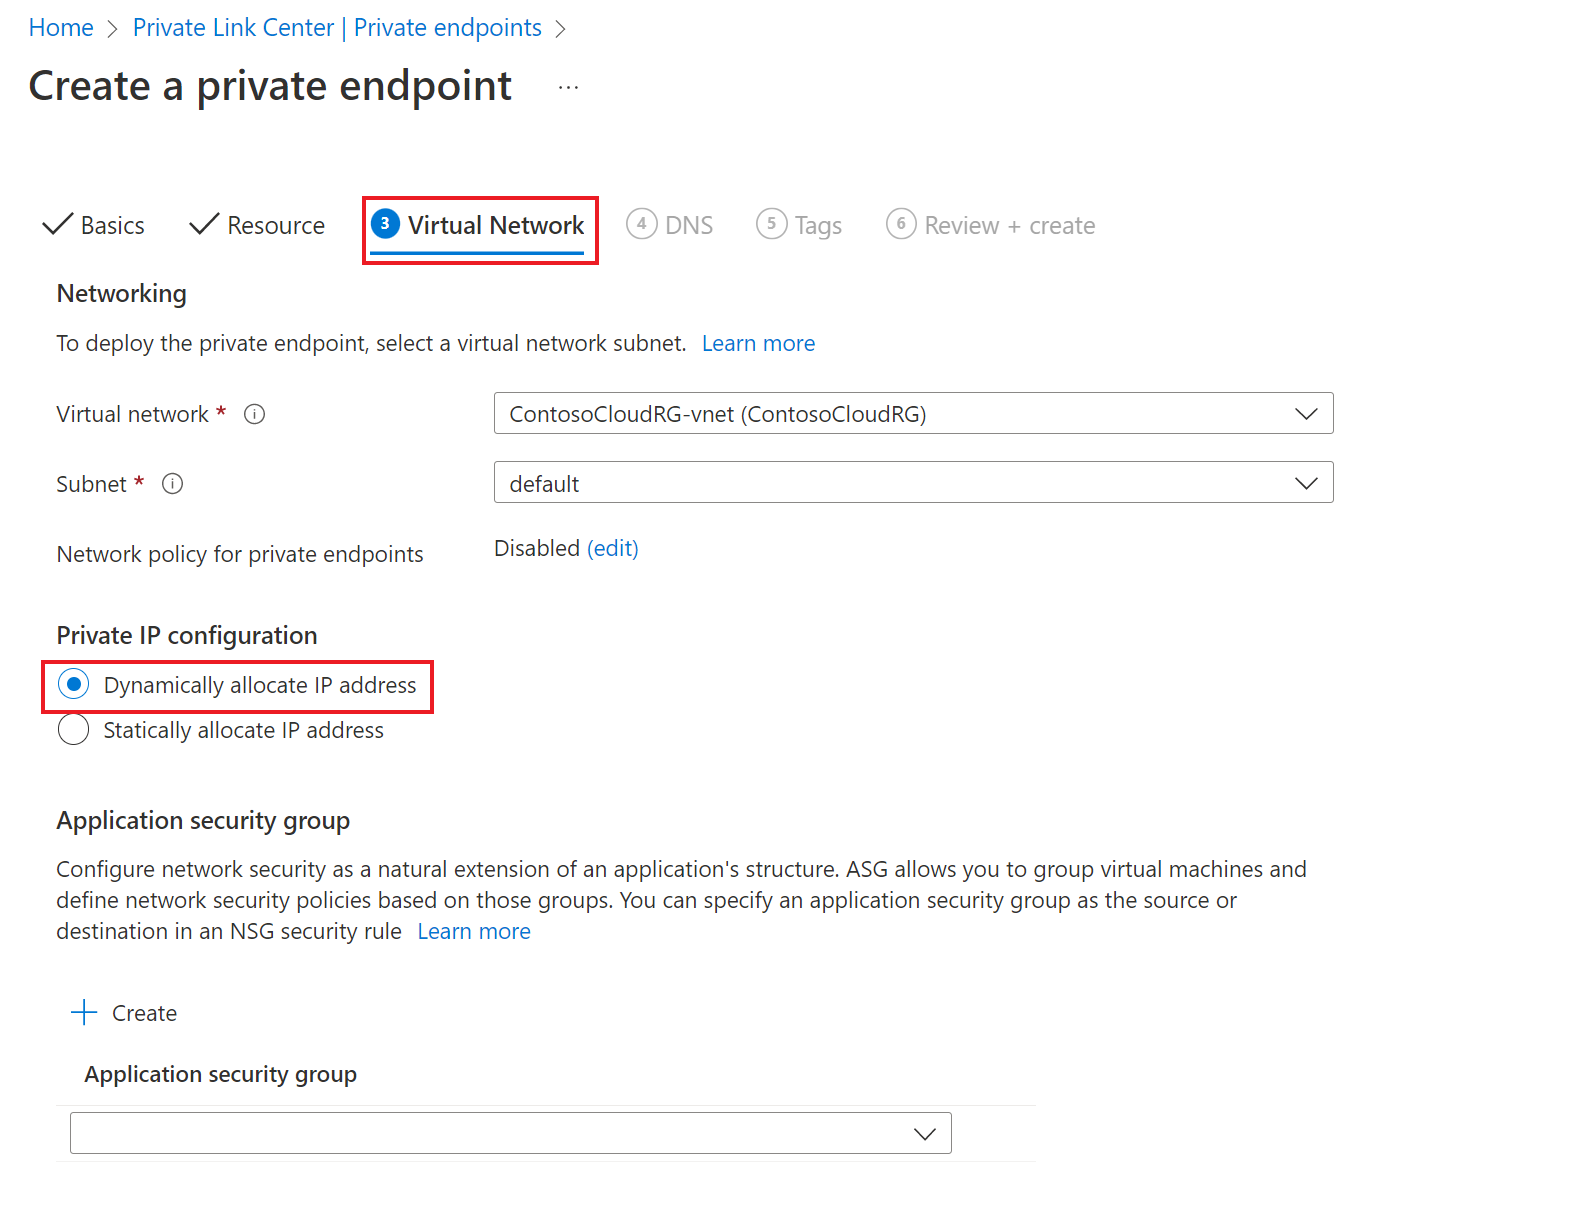 Home > Private Link Center | Private endpoints >
Create a private endpoint ...
Basics Resource 3 Virtual Network 4 DNS 5 Tags 6 Review + create
Networking
To deploy the private endpoint, select a virtual network subnet. Learn more
Virtual network * i ContosoCloudRG-vnet (ContosoCloudRG)
Subnet * i default
Network policy for private endpoints Disabled (edit)
Private IP configuration
Dynamically allocate IP address
Statically allocate IP address
Application security group
Configure network security as a natural extension of an application's structure. ASG allows you to group virtual machines and
define network security policies based on those groups. You can specify an application security group as the source or
destination in an NSG security rule Learn more
+ Create
Application security group